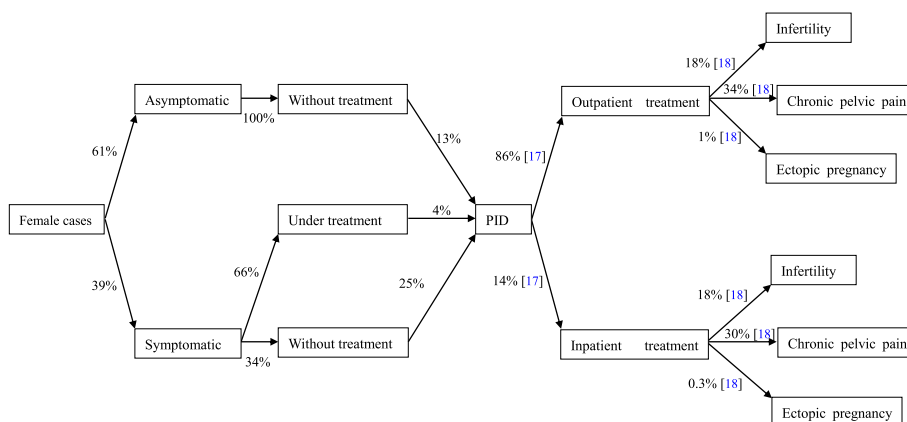 Infertility
18% [18]
Asymptomatic
Without treatment
Outpatient treatment
34% [18]
Chronic pelvic pain
100%
61%
13%
86% [17]
1% [18]
Ectopic pregnancy
Female cases
Under treatment
4%
PID
39%
66%
25%
14% [17]
Infertility
18% [18]
Symptomatic
34%
Without treatment
Inpatient treatment
30% [18]
Chronic pelvic pain
0.3% [18]
Ectopic pregnancy